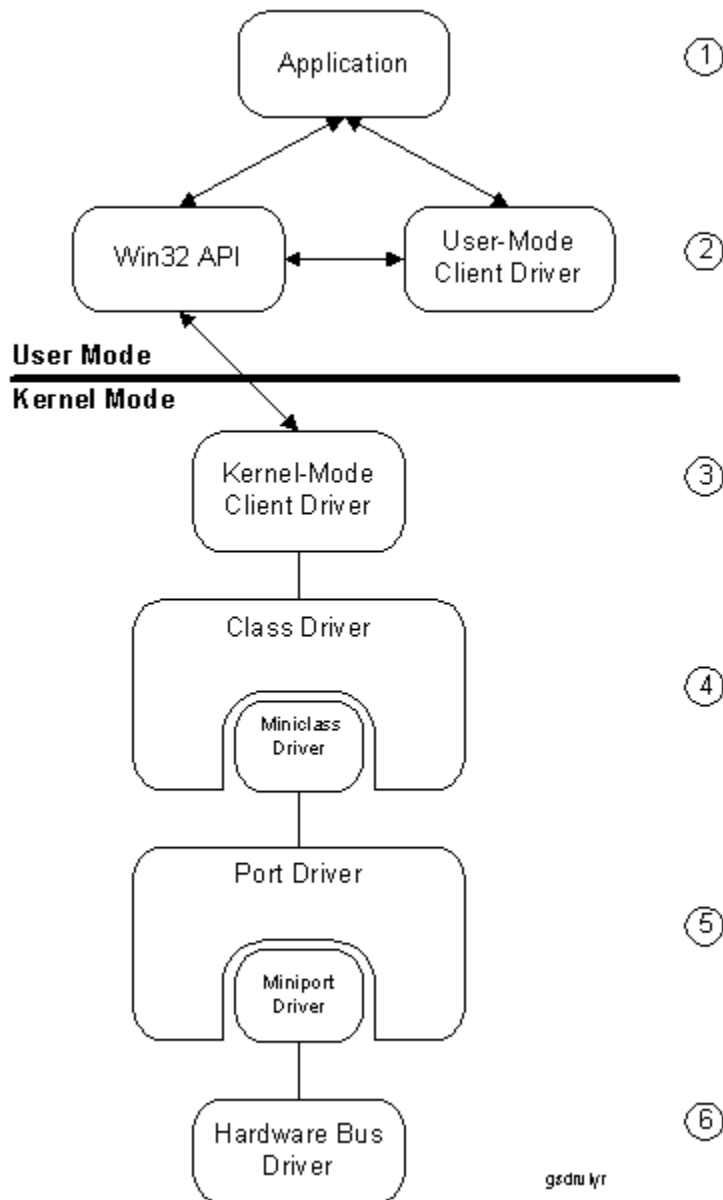 Application
1
Win32 API
User-Mode
Client Driver
2
User Mode
Kernel Mode
Kernel-Mode
Client Driver
3
Class Driver
Miniclass
Driver
4
Port Driver
Miniport
Driver
5
Hardware Bus
Driver
6